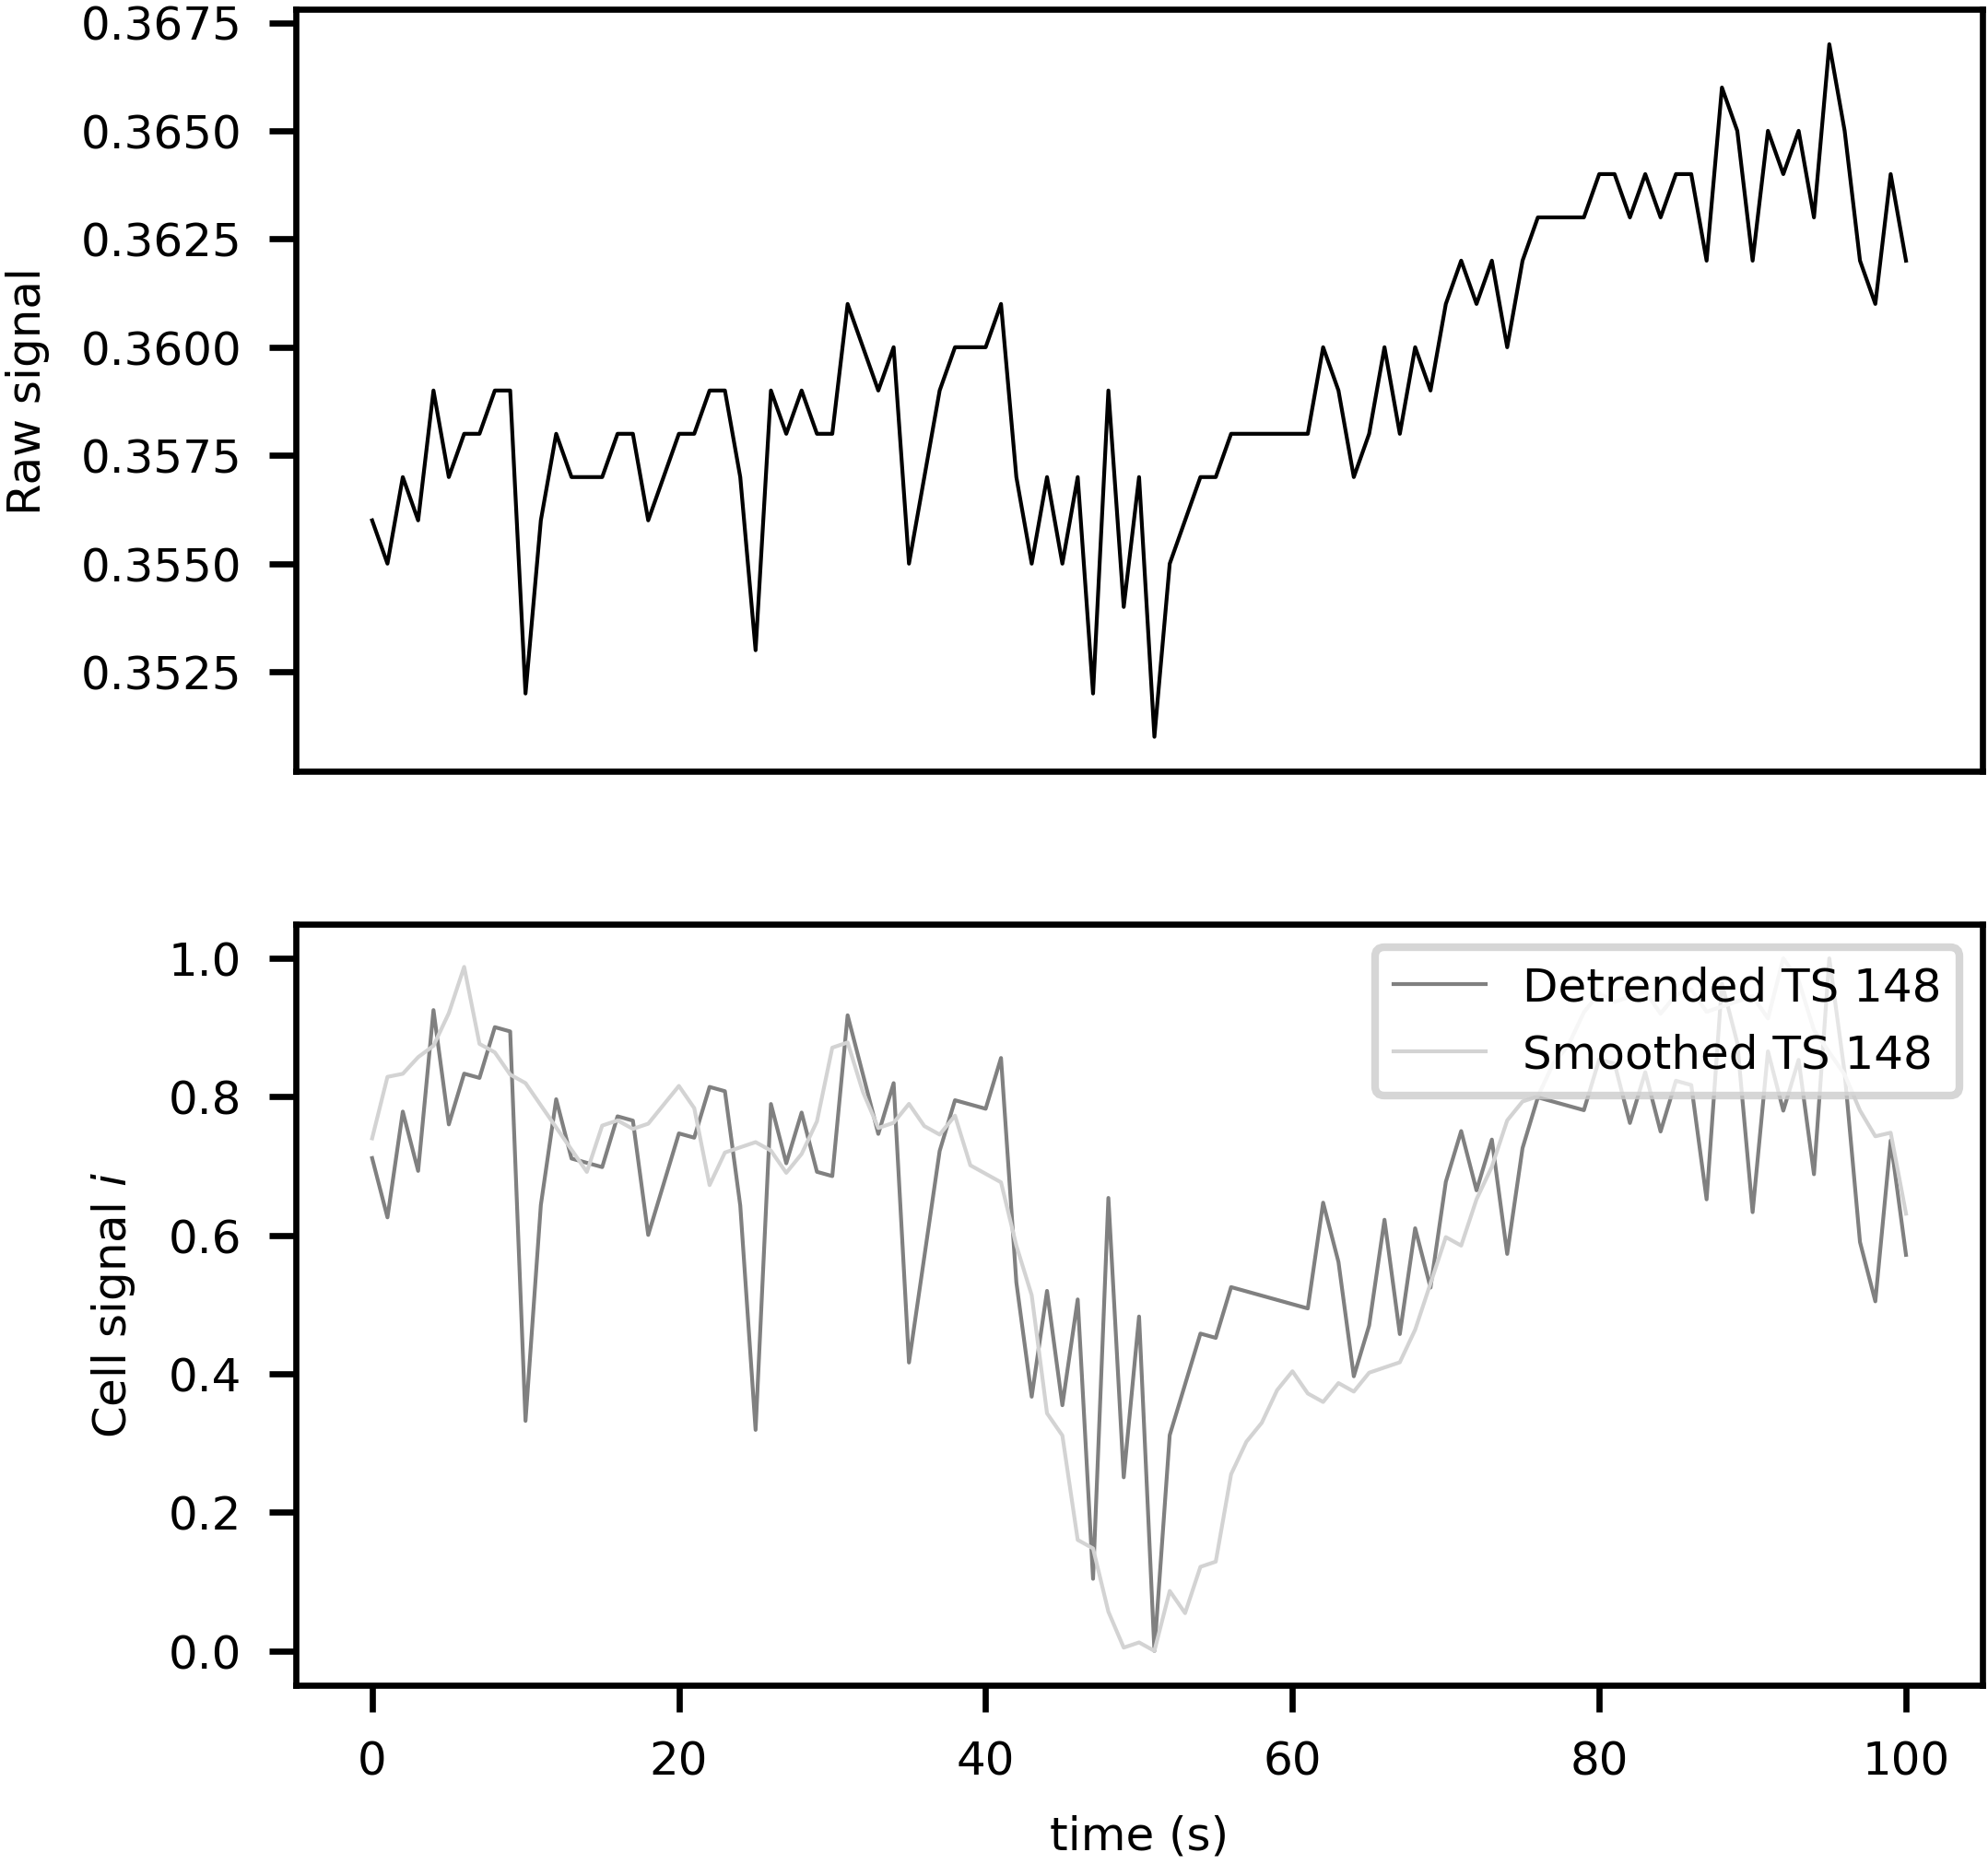 0.3675
0.3650
0.3625
0.3600
0.3575
0.3550
0.3525
Raw signal
1.0
0.8
0.6
0.4
0.2
0.0
Cell signal i
Detrended TS 148
Smoothed TS 148
0 20 40 60 80 100
time (s)